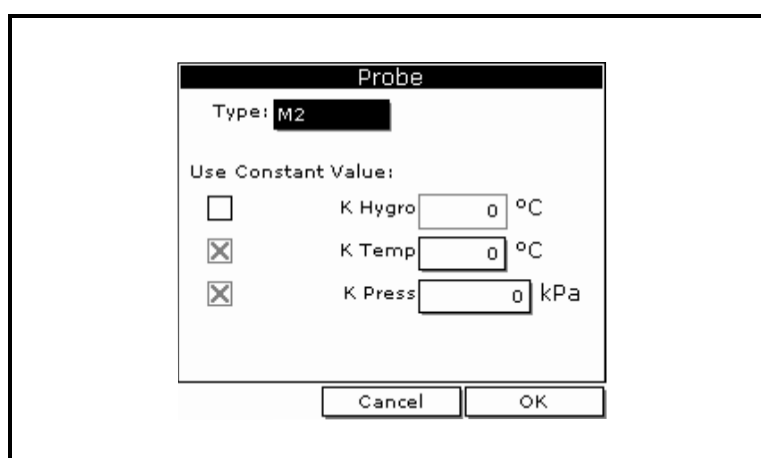 Probe
Type: M2
Use Constant Value:
K Hygro 0 °C
K Temp 0 °C
K Press 0 kPa
Cancel OK